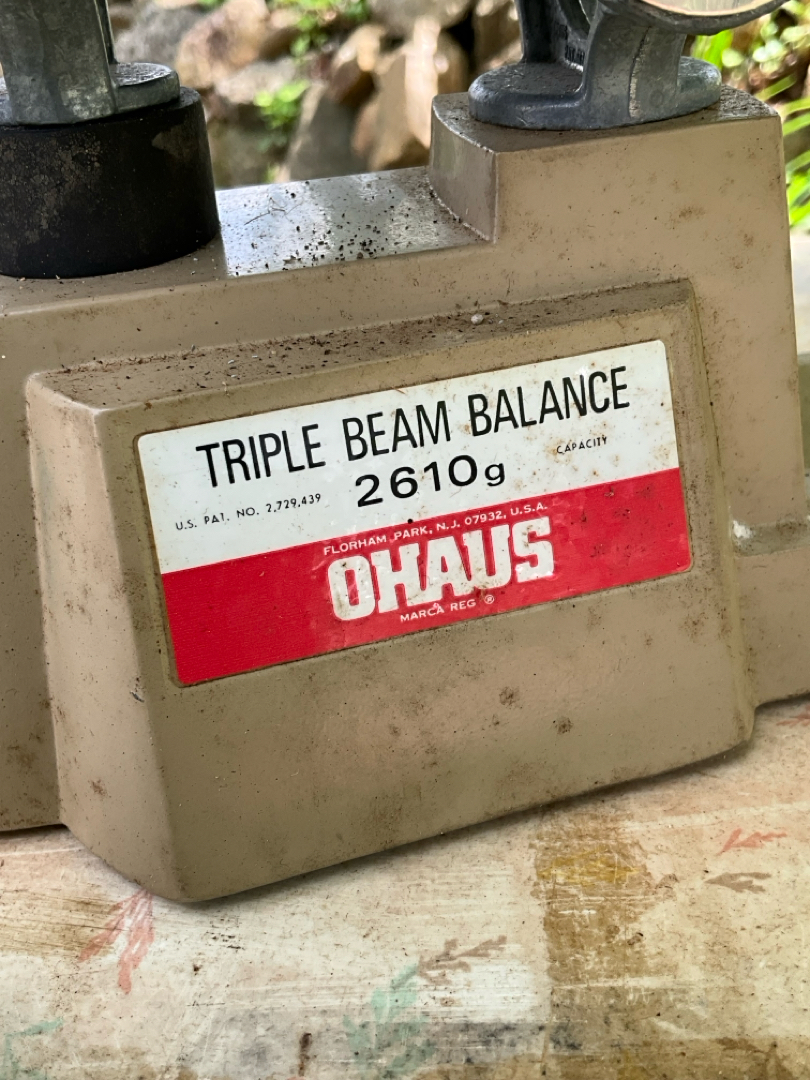 TRIPLE BEAM BALANCE
2610g
CAPACITY
U.S. PAT. NO. 2,729,439
FLORHAM PARK, N.J. 07932, U.S.A.
OHAUS
MARCA REG ®